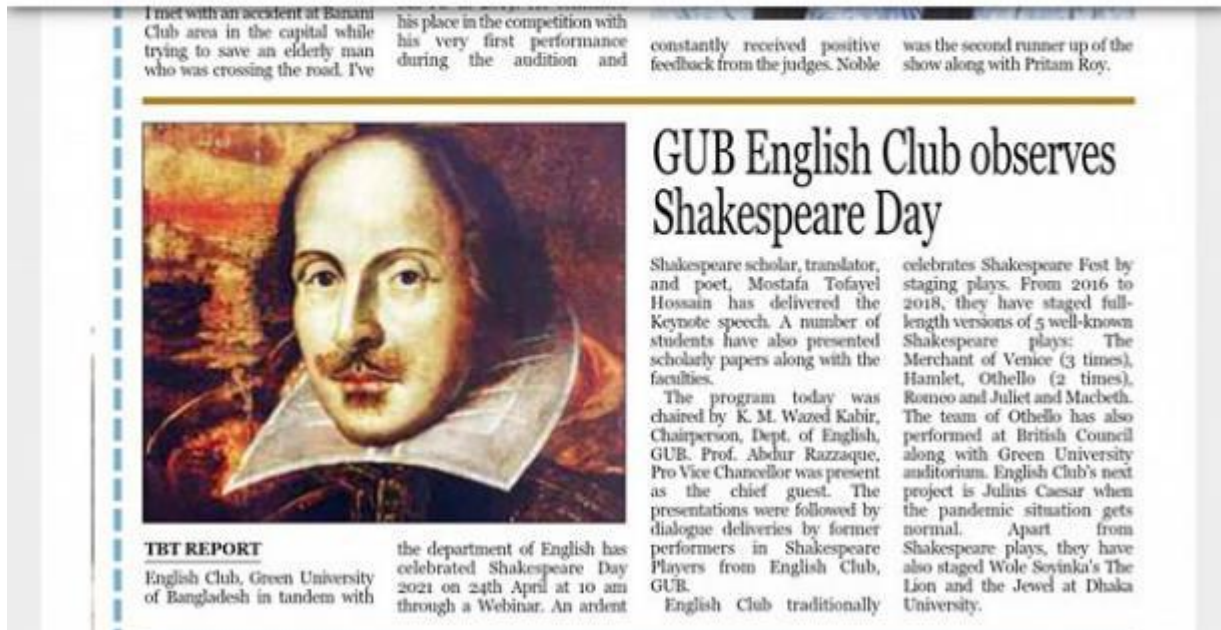 I met with an accident at Banani
Club area in the capital while
trying to save an elderly man
who was crossing the road. I've
his place in the competition with
his very first performance
during the audition and
constantly received positive
feedback from the judges. Noble
was the second runner up of the
show along with Pritam Roy.
GUB English Club observes
Shakespeare Day
TBT REPORT
English Club, Green University
of Bangladesh in tandem with
the department of English has
celebrated Shakespeare Day
2021 on 24th April at 10 am
through a Webinar. An ardent
Shakespeare scholar, translator,
and poet, Mostafa Tofayel
Hossain has delivered the
Keynote speech. A number of
students have also presented
scholarly papers along with the
faculties.
The program today was
chaired by K. M. Wazed Kabir,
Chairperson, Dept. of English,
GUB. Prof. Abdur Razzaque,
Pro Vice Chancellor was present
as the chief guest. The
presentations were followed by
dialogue deliveries by former
performers in Shakespeare
Players from English Club,
GUB.
English Club traditionally
celebrates Shakespeare Fest by
staging plays. From 2016 to
2018, they have staged full-
length versions of 5 well-known
Shakespeare plays: The
Merchant of Venice (3 times),
Hamlet, Othello (2 times),
Romeo and Juliet and Macbeth.
The team of Othello has also
performed at British Council
along with Green University
auditorium. English Club's next
project is Julius Caesar when
the pandemic situation gets
normal. Apart from
Shakespeare plays, they have
also staged Wole Soyinka's The
Lion and the Jewel at Dhaka
University.